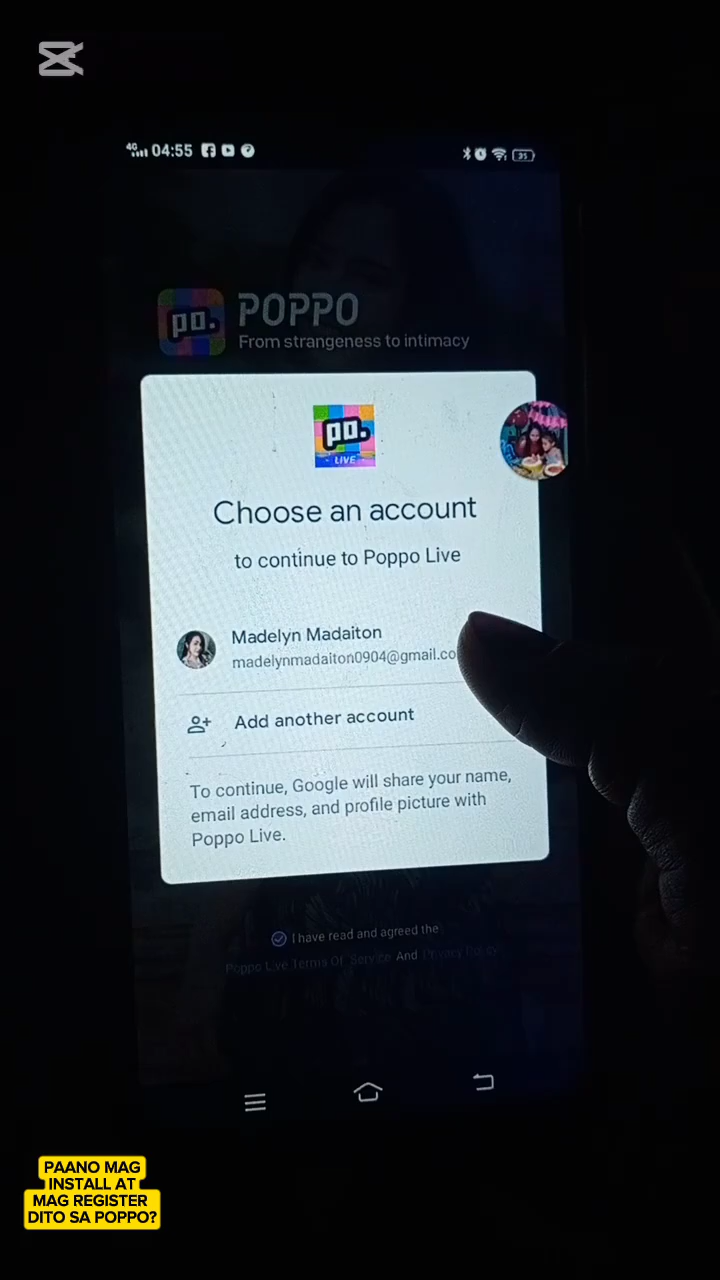 4G 04:55
35
po. POPPO
From strangeness to intimacy
po.
LIVE
Choose an account
to continue to Poppo Live
Madelyn Madaiton
madelynmadaiton0904@gmail.co
Add another account
To continue, Google will share your name,
email address, and profile picture with
Poppo Live.
I have read and agreed the
Poppo Live Terms Of Service And Privacy Policy
PAANO MAG
INSTALL AT
MAG REGISTER
DITO SA POPPO?